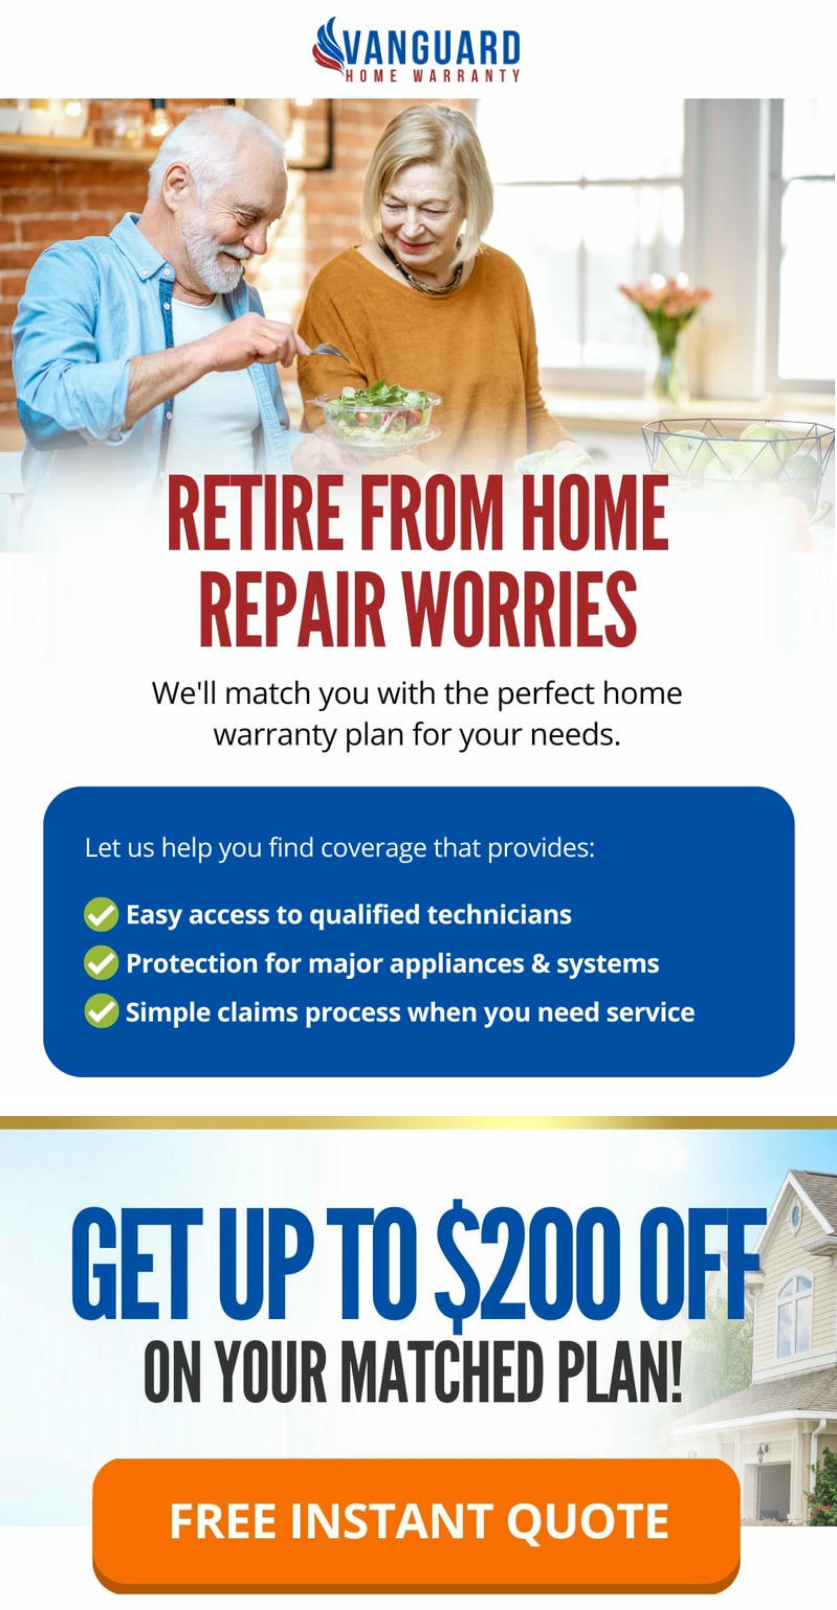 VANGUARD
HOME WARRANTY
RETIRE FROM HOME
REPAIR WORRIES
We'll match you with the perfect home
warranty plan for your needs.
Let us help you find coverage that provides:
Easy access to qualified technicians
Protection for major appliances & systems
Simple claims process when you need service
GET UP TO $200 OFF
ON YOUR MATCHED PLAN!
FREE INSTANT QUOTE